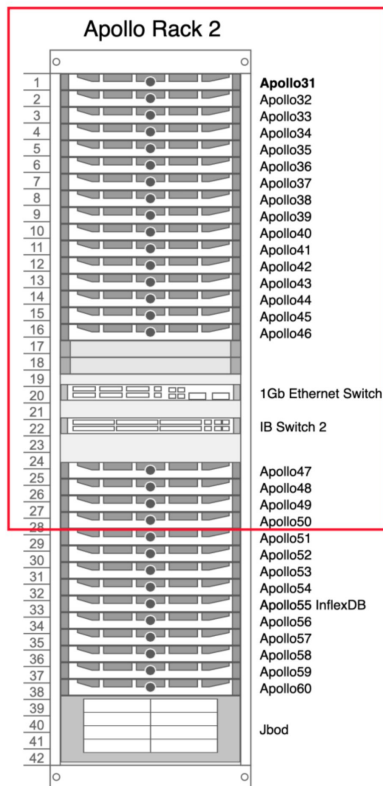 Apollo Rack 2
1 Apollo31
2 Apollo32
3 Apollo33
4 Apollo34
5 Apollo35
6 Apollo36
7 Apollo37
8 Apollo38
9 Apollo39
10 Apollo40
11 Apollo41
12 Apollo42
13 Apollo43
14 Apollo44
15 Apollo45
16 Apollo46
17
18
19
20 1Gb Ethernet Switch
21
22 IB Switch 2
23
24
25 Apollo47
26 Apollo48
27 Apollo49
28 Apollo50
29 Apollo51
30 Apollo52
31 Apollo53
32 Apollo54
33 Apollo55 InflexDB
34 Apollo56
35 Apollo57
36 Apollo58
37 Apollo59
38 Apollo60
39
40 Jbod
41
42